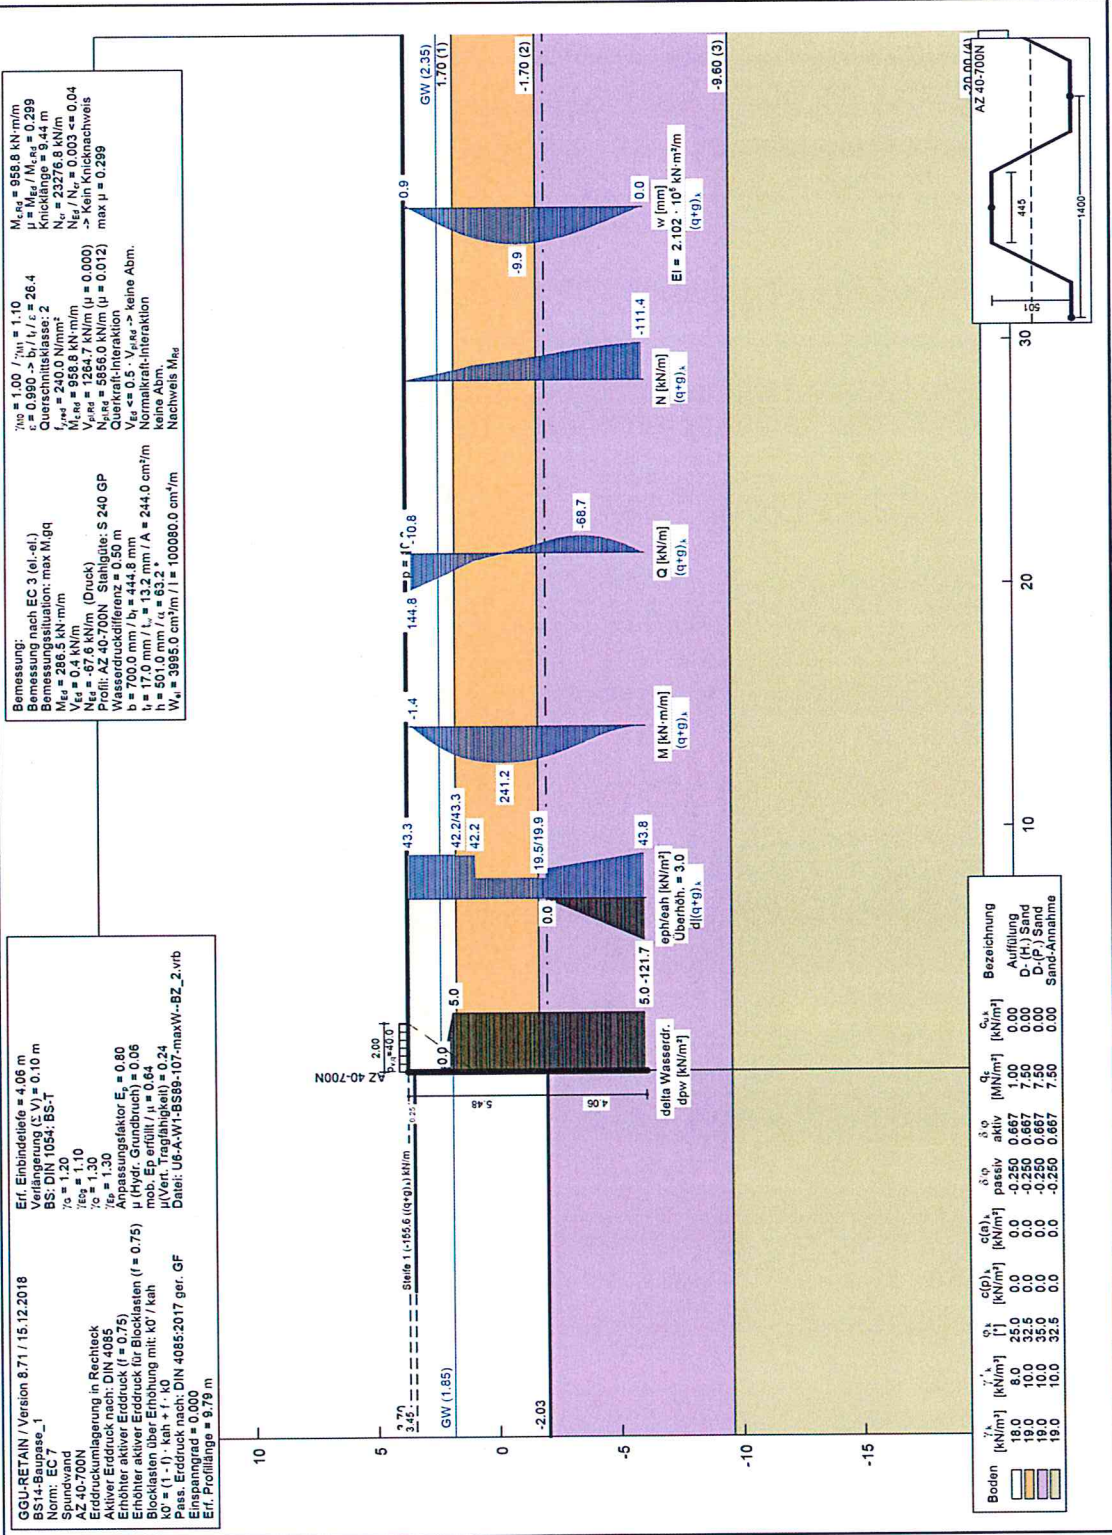 GGU-RETAIN / Version 8.71 / 15.12.2018
BS14-Baupase_1
Norm: EC 7
Spundwand
AZ 40-700N
Erddruckumlagerung in Rechteck
Aktiver Erddruck nach: DIN 4085
Erhöhter aktiver Erddruck (f = 0.75)
Erhöhter aktiver Erddruck für Blocklasten (f = 0.75)
Blocklasten über Erhöhung mit: k0' / kah
k0' = (1 - f) · kah + f · k0
Pass. Erddruck nach: DIN 4085:2017 ger. GF
Einspanngrad = 0.000
Erf. Profillänge = 9.79 m
Erf. Einbindetiefe = 4.06 m
Verlängerung (Σ V) = 0.10 m
BS: DIN 1054: BS-T
γG = 1.20
γE0g = 1.10
γQ = 1.30
γEp = 1.30
Anpassungsfaktor Ep = 0.80
μ (Hydr. Grundbruch) = 0.06
mob. Ep erfüllt / μ = 0.64
μ(Vert. Tragfähigkeit) = 0.24
Datei: U6-A-W1-BS89-107-maxW--BZ_2.vrb
Bemessung:
Bemessung nach EC 3 (el.-el.)
Bemessungssituation: max M,gq
MEd = 286.5 kN·m/m
VEd = 0.4 kN/m
NEd = -67.6 kN/m (Druck)
Profil: AZ 40-700N Stahlgüte: S 240 GP
Wasserdruckdifferenz = 0.50 m
b = 700.0 mm / bf = 444.8 mm
tf = 17.0 mm / tw = 13.2 mm / A = 244.0 cm²/m
h = 501.0 mm / α = 63.2 °
Wel = 3995.0 cm³/m / I = 100080.0 cm⁴/m
γM0 = 1.00 / γM1 = 1.10
ε = 0.990 -> bf / tf / ε = 26.4
Querschnittsklasse: 2
fy,red = 240.0 N/mm²
Mc,Rd = 958.8 kN·m/m
Vpl,Rd = 1264.7 kN/m (μ = 0.000)
Npl,Rd = 5856.0 kN/m (μ = 0.012)
Querkraft-Interaktion
VEd <= 0.5 · Vpl,Rd -> keine Abm.
Normalkraft-Interaktion
keine Abm.
Nachweis MRd
Mc,Rd = 958.8 kN·m/m
μ = MEd / Mc,Rd = 0.299
Knicklänge = 9.44 m
Ncr = 23276.8 kN/m
NEd / Ncr = 0.003 <= 0.04
-> Kein Knicknachweis
max μ = 0.299
10
5
0
-5
-10
-15
3.45
GW (1.85)
-2.03
Steife 1 (-155.6 ((q+g)k) kN/m
0.25
5.48
4.06
AZ 40-700N
2.00
pv,q=40.0
0.0
5.0
5.0
delta Wasserdr.
dpw [kN/m²]
43.3
42.2/43.3
42.2
19.5/19.9
0.0
43.8
-121.7
eph/eah [kN/m²]
Überhöh. = 3.0
d|(q+g)k
-1.4
241.2
M [kN·m/m]
(q+g)k
144.8
-10.8
-68.7
Q [kN/m]
(q+g)k
-111.4
N [kN/m]
(q+g)k
0.9
-9.9
0.0
w [mm]
(q+g)k
EI = 2.102 · 10⁵ kN·m²/m
GW (2.35)
1.70 (1)
-1.70 (2)
-9.60 (3)
-20.00 (4)
10
20
30
AZ 40-700N
445
501
1400
Boden γk [kN/m³] γ'k [kN/m³] φk [°] c(p)k [kN/m²] c(a)k [kN/m²] δ/φ passiv δ/φ aktiv qc [MN/m²] cu,k [kN/m²] Bezeichnung
18.0 8.0 25.0 0.0 0.0 -0.250 0.667 1.00 0.00 Auffüllung
19.0 10.0 32.5 0.0 0.0 -0.250 0.667 7.50 0.00 D- (H.) Sand
19.0 10.0 35.0 0.0 0.0 -0.250 0.667 7.50 0.00 D-(P.) Sand
19.0 10.0 32.5 0.0 0.0 -0.250 0.667 7.50 0.00 Sand-Annahme